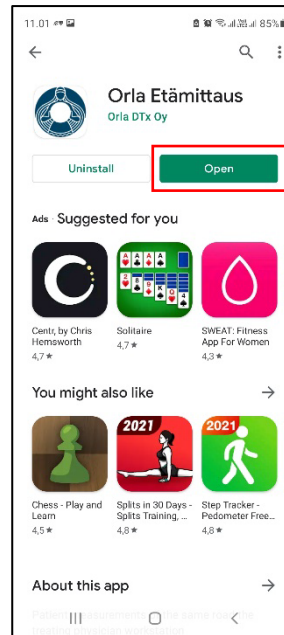 11.01
85%
Orla Etämittaus
Orla DTx Oy
Uninstall
Open
Ads · Suggested for you
Centr, by Chris
Hemsworth
4,7 ★
Solitaire
4,7 ★
SWEAT: Fitness
App For Women
4,3 ★
You might also like
2021
2021
Chess - Play and
Learn
4,5 ★
Splits in 30 Days -
Splits Training, ...
4,8 ★
Step Tracker -
Pedometer Free...
4,8 ★
About this app